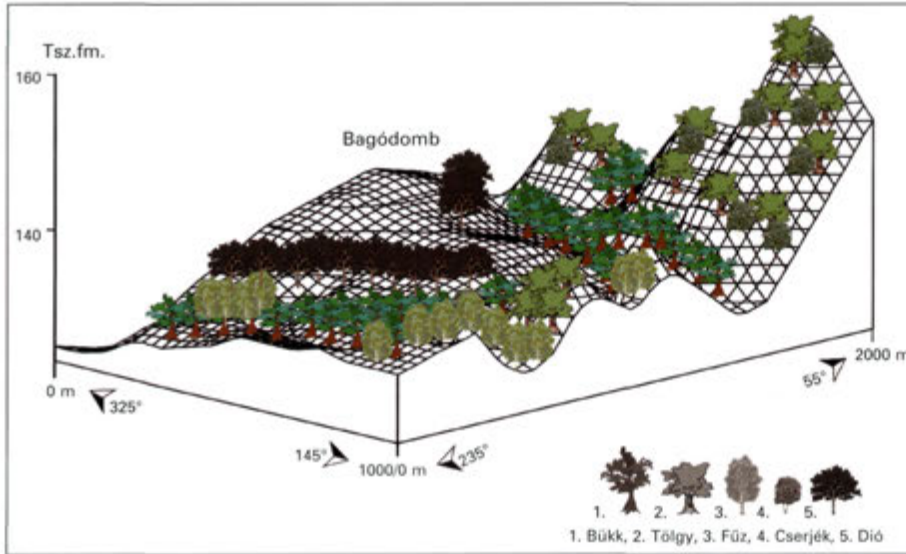 Tsz.fm.
160
Bagódomb
140
0 m
325°
145°
1000/0 m
235°
55°
2000 m
1. 2. 3. 4. 5.
1. Bükk, 2. Tölgy, 3. Fűz, 4. Cserjék, 5. Dió